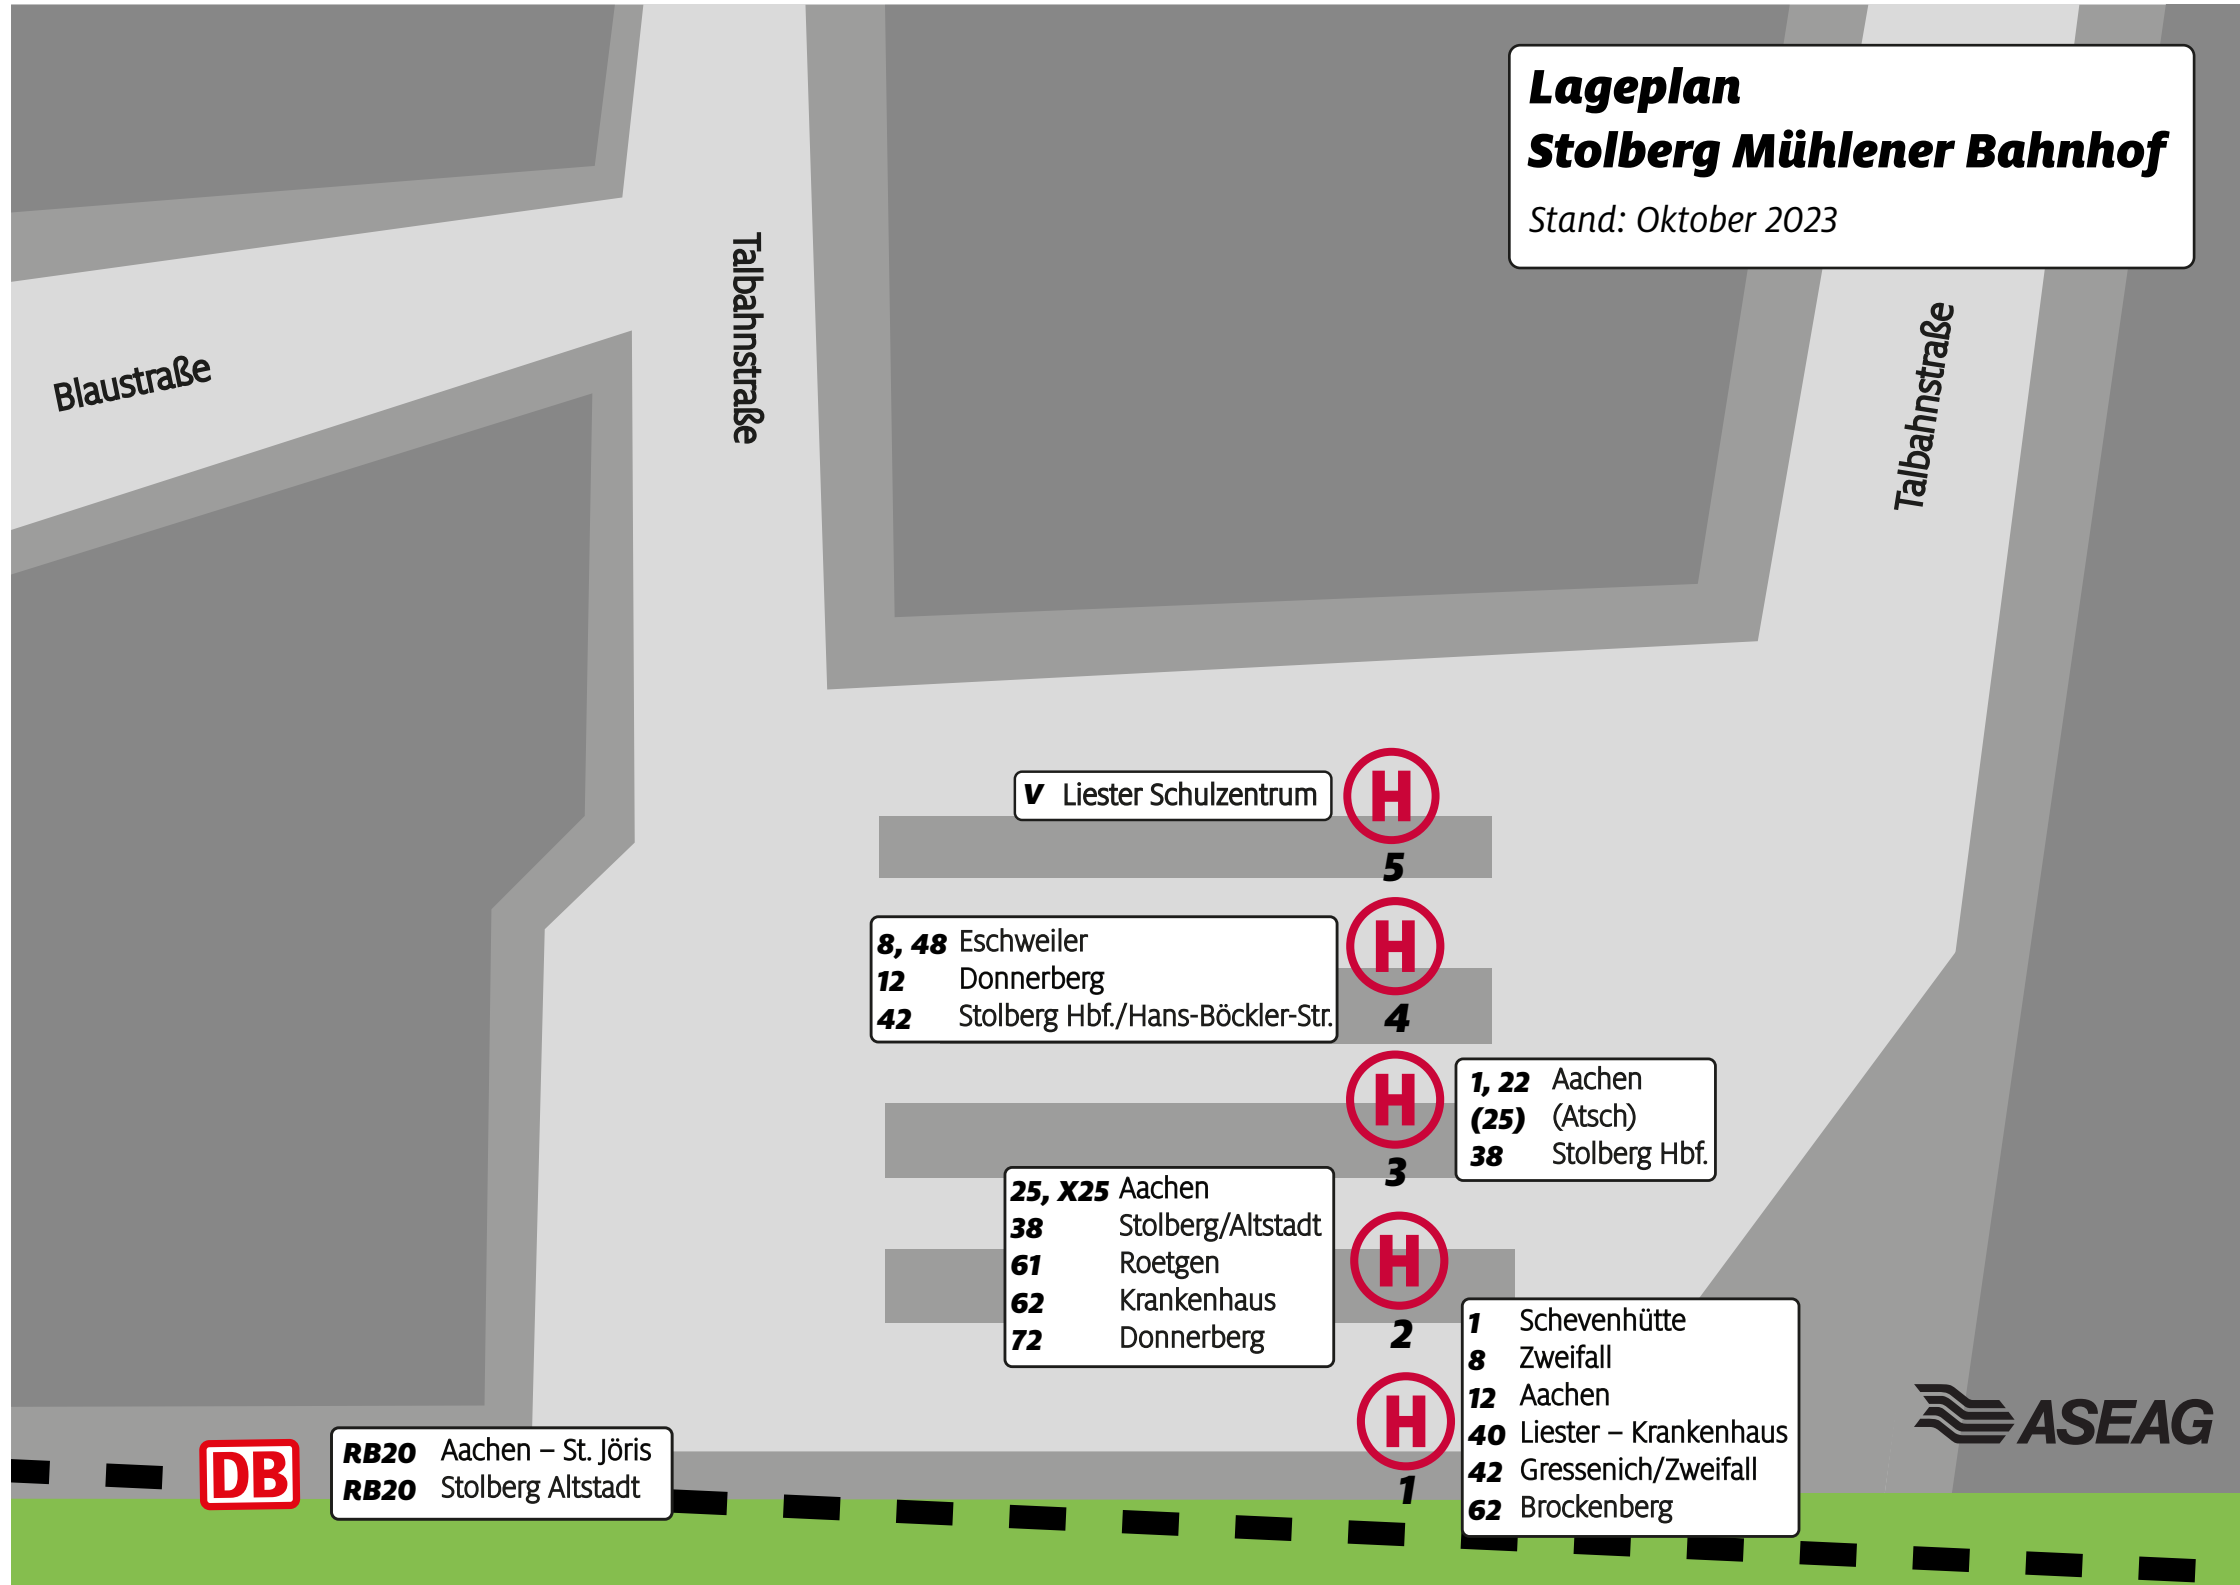 Lageplan
Stolberg Mühlener Bahnhof
Stand: Oktober 2023
Talbahnstraße
Talbahnstraße
Blaustraße
V Liester Schulzentrum
H
5
8, 48 Eschweiler
12 Donnerberg
42 Stolberg Hbf./Hans-Böckler-Str.
H
4
1, 22 Aachen
(25) (Atsch)
38 Stolberg Hbf.
H
3
25, X25 Aachen
38 Stolberg/Altstadt
61 Roetgen
62 Krankenhaus
72 Donnerberg
H
2
1 Schevenhütte
8 Zweifall
12 Aachen
40 Liester – Krankenhaus
42 Gressenich/Zweifall
62 Brockenberg
H
1
DB
RB20 Aachen – St. Jöris
RB20 Stolberg Altstadt
ASEAG